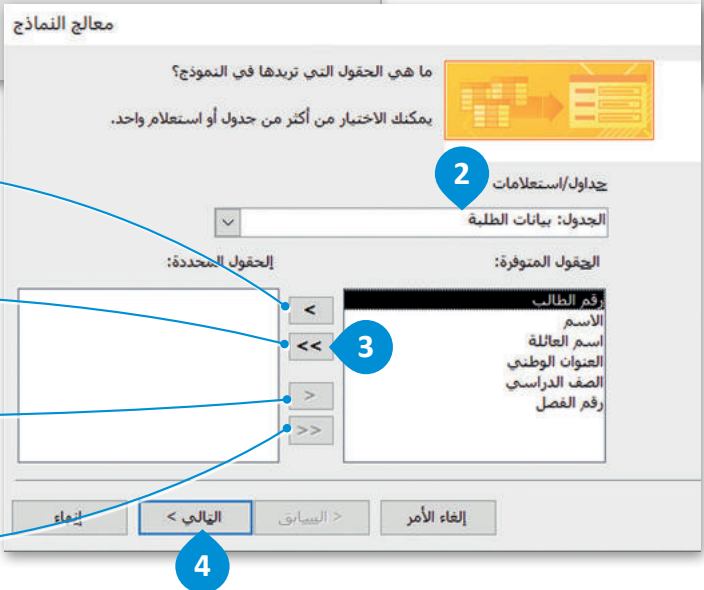 معالج النماذج
ما هي الحقول التي تريدها في النموذج؟
يمكنك الاختيار من أكثر من جدول أو استعلام واحد.
2
جداول/استعلامات
الجدول: بيانات الطلبة
الحقول المتوفرة:
الحقول المحددة:
رقم الطالب
الاسم
اسم العائلة
العنوان الوطني
الصف الدراسي
رقم الفصل
<
<<
3
>
>>
إلغاء الأمر
< السابق
التالي >
إنهاء
4